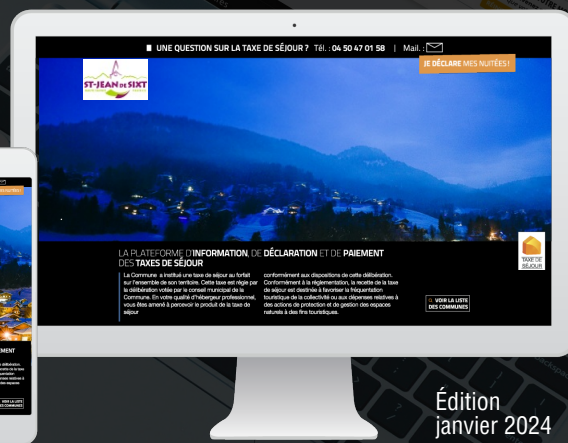 UNE QUESTION SUR LA TAXE DE SÉJOUR ? Tél. : 04 50 47 01 58 | Mail. :
JE DÉCLARE MES NUITÉES !
ST-JEAN DE SIXT
LA PLATEFORME D'INFORMATION, DE DÉCLARATION ET DE PAIEMENT
DES TAXES DE SÉJOUR
La Commune a institué une taxe de séjour au forfait
sur l'ensemble de son territoire. Cette taxe est régie par
la délibération votée par le conseil municipal de la
Commune. En votre qualité d'hébergeur professionnel,
vous êtes amené à percevoir le produit de la taxe de
séjour
conformément aux dispositions de cette délibération.
Conformément à la réglementation, la recette de la taxe
de séjour est destinée à favoriser la fréquentation
touristique de la collectivité ou aux dépenses relatives à
des actions de protection et de gestion des espaces
naturels à des fins touristiques.
TAXE DE
SÉJOUR
VOIR LA LISTE
DES COMMUNES
VOIR LA LISTE
DES COMMUNES
Édition
janvier 2024